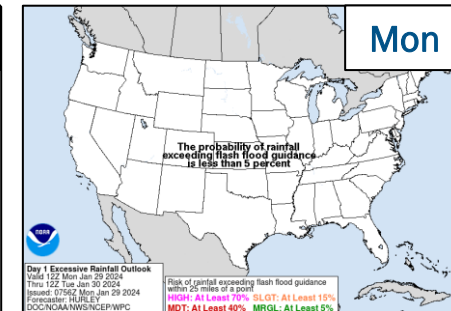 Mon
The probability of rainfall
exceeding flash flood guidance
is less than 5 percent
NOAA
Day 1 Excessive Rainfall Outlook
Valid 12Z Mon Jan 29 2024
Thru 12Z Tue Jan 30 2024
Issued: 0756Z Mon Jan 29 2024
Forecaster: HURLEY
DOC/NOAA/NWS/NCEP/WPC
Risk of rainfall exceeding flash flood guidance
within 25 miles of a point
HIGH: At Least 70% SLGT: At Least 15%
MDT: At Least 40% MRGL: At Least 5%